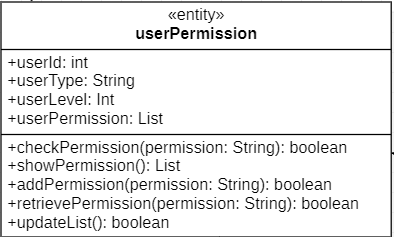 «entity»
userPermission
+userId: int
+userType: String
+userLevel: Int
+userPermission: List
+checkPermission(permission: String): boolean
+showPermission(): List
+addPermission(permission: String): boolean
+retrievePermission(permission: String): boolean
+updateList(): boolean